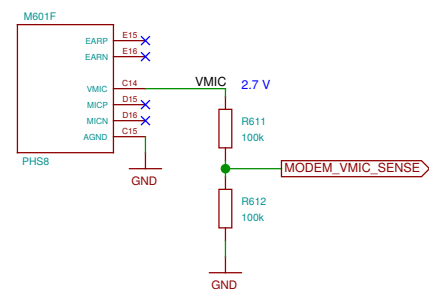 M601F
EARP E15
EARN E16
VMIC C14
MICP D15
MICN D16
AGND C15
PHS8
GND
VMIC 2.7 V
R611
100k
MODEM_VMIC_SENSE
R612
100k
GND